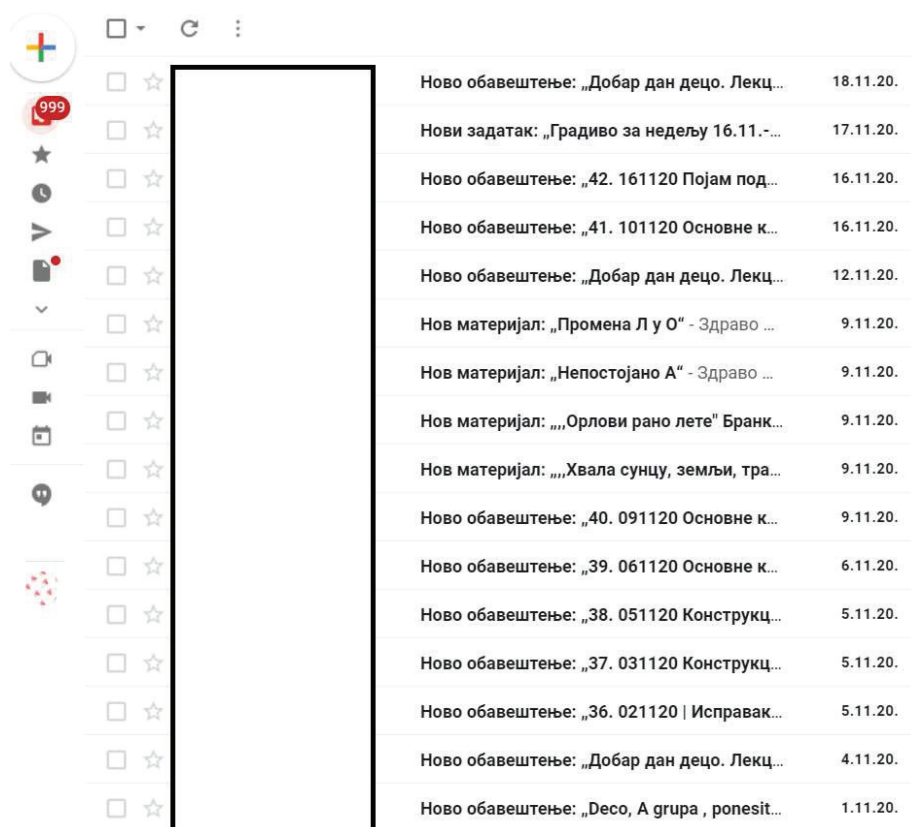 999
Ново обавештење: „Добар дан децо. Лекц... 18.11.20.
Нови задатак: „Градиво за недељу 16.11.-... 17.11.20.
Ново обавештење: „42. 161120 Појам под... 16.11.20.
Ново обавештење: „41. 101120 Основне к... 16.11.20.
Ново обавештење: „Добар дан децо. Лекц... 12.11.20.
Нов материјал: „Промена Л у О“ - Здраво ... 9.11.20.
Нов материјал: „Непостојано А“ - Здраво ... 9.11.20.
Нов материјал: „,,Орлови рано лете" Бранк... 9.11.20.
Нов материјал: „,,Хвала сунцу, земљи, тра... 9.11.20.
Ново обавештење: „40. 091120 Основне к... 9.11.20.
Ново обавештење: „39. 061120 Основне к... 6.11.20.
Ново обавештење: „38. 051120 Конструкц... 5.11.20.
Ново обавештење: „37. 031120 Конструкц... 5.11.20.
Ново обавештење: „36. 021120 | Исправак... 5.11.20.
Ново обавештење: „Добар дан децо. Лекц... 4.11.20.
Ново обавештење: „Deco, A grupa , ponesit... 1.11.20.